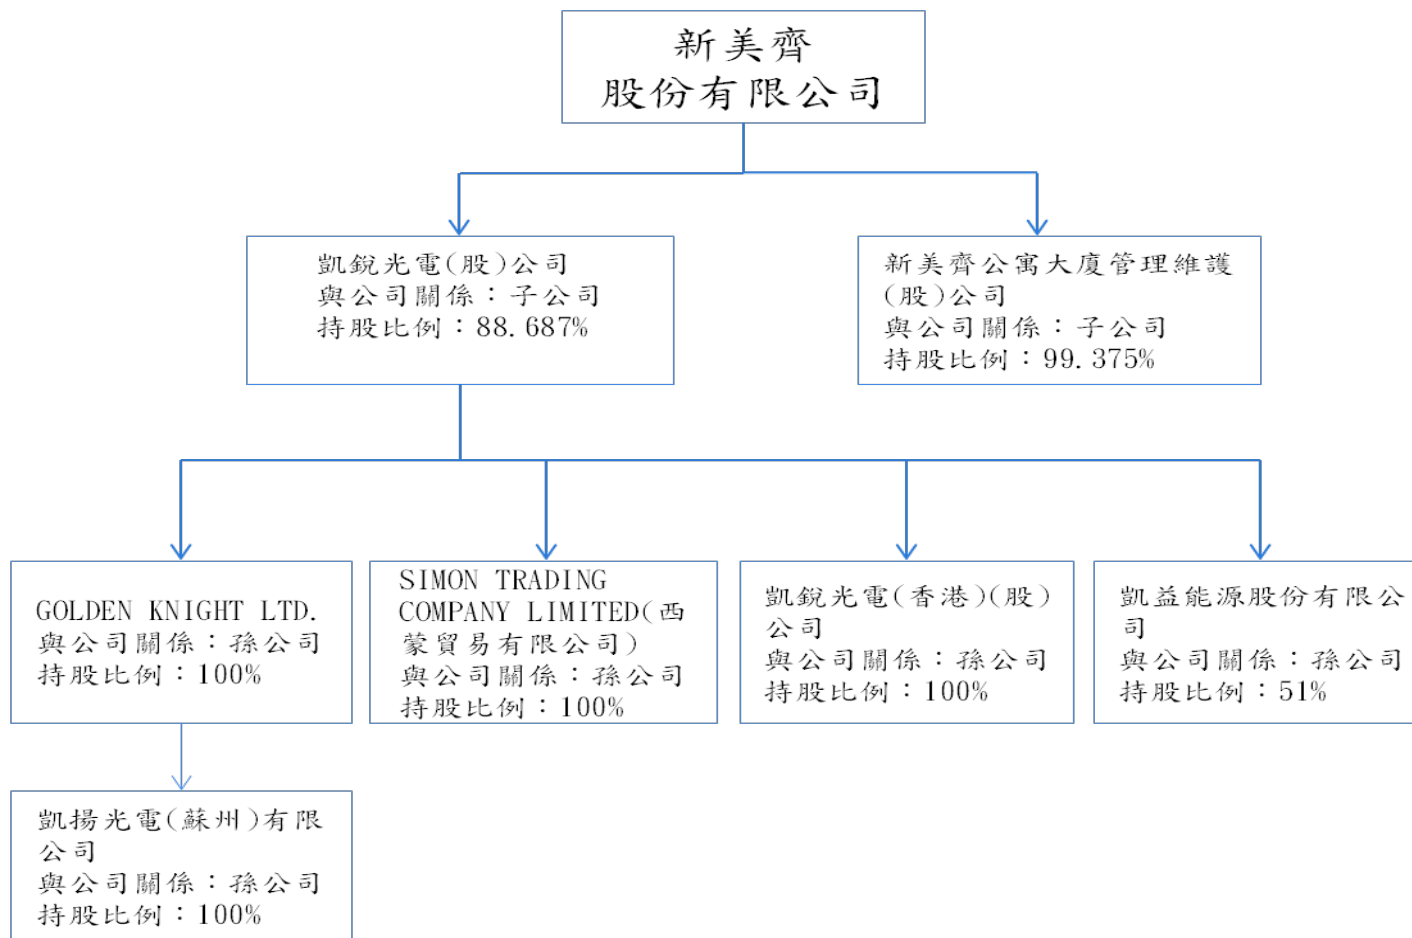 新美齊
股份有限公司
凱銳光電(股)公司
與公司關係：子公司
持股比例：88.687%
新美齊公寓大廈管理維護
(股)公司
與公司關係：子公司
持股比例：99.375%
GOLDEN KNIGHT LTD.
與公司關係：孫公司
持股比例：100%
SIMON TRADING
COMPANY LIMITED(西
蒙貿易有限公司)
與公司關係：孫公司
持股比例：100%
凱銳光電(香港)(股)
公司
與公司關係：孫公司
持股比例：100%
凱益能源股份有限公
司
與公司關係：孫公司
持股比例：51%
凱揚光電(蘇州)有限
公司
與公司關係：孫公司
持股比例：100%